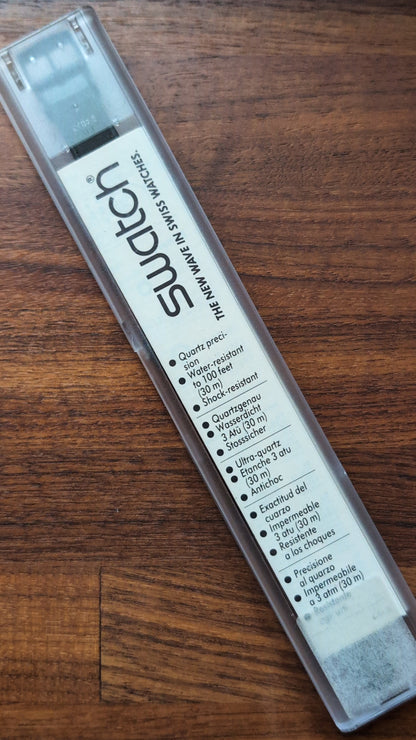 swatch®
THE NEW WAVE IN SWISS WATCHES.
● Quartz preci-
sion
● Water-resistant
to 100 feet
(30 m)
● Shock-resistant
● Quartzgenau
● Wasserdicht
3 Atü (30 m)
● Stosssicher
● Ultra-quartz
● Etanche 3 atu
(30 m)
● Antichoc
● Exactitud del
cuarzo
● Impermeable
3 atu (30 m)
● Resistente
a los choques
● Precisione
al quarzo
● Impermeabile
a 3 atm (30 m)
● Resistente